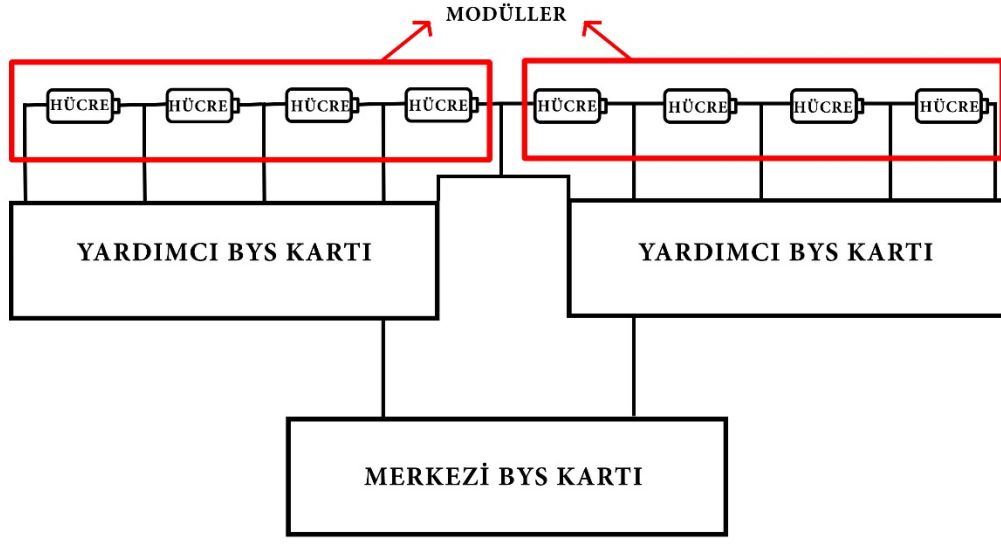 MODÜLLER
HÜCRE HÜCRE HÜCRE HÜCRE HÜCRE HÜCRE HÜCRE HÜCRE
YARDIMCI BYS KARTI YARDIMCI BYS KARTI
MERKEZİ BYS KARTI